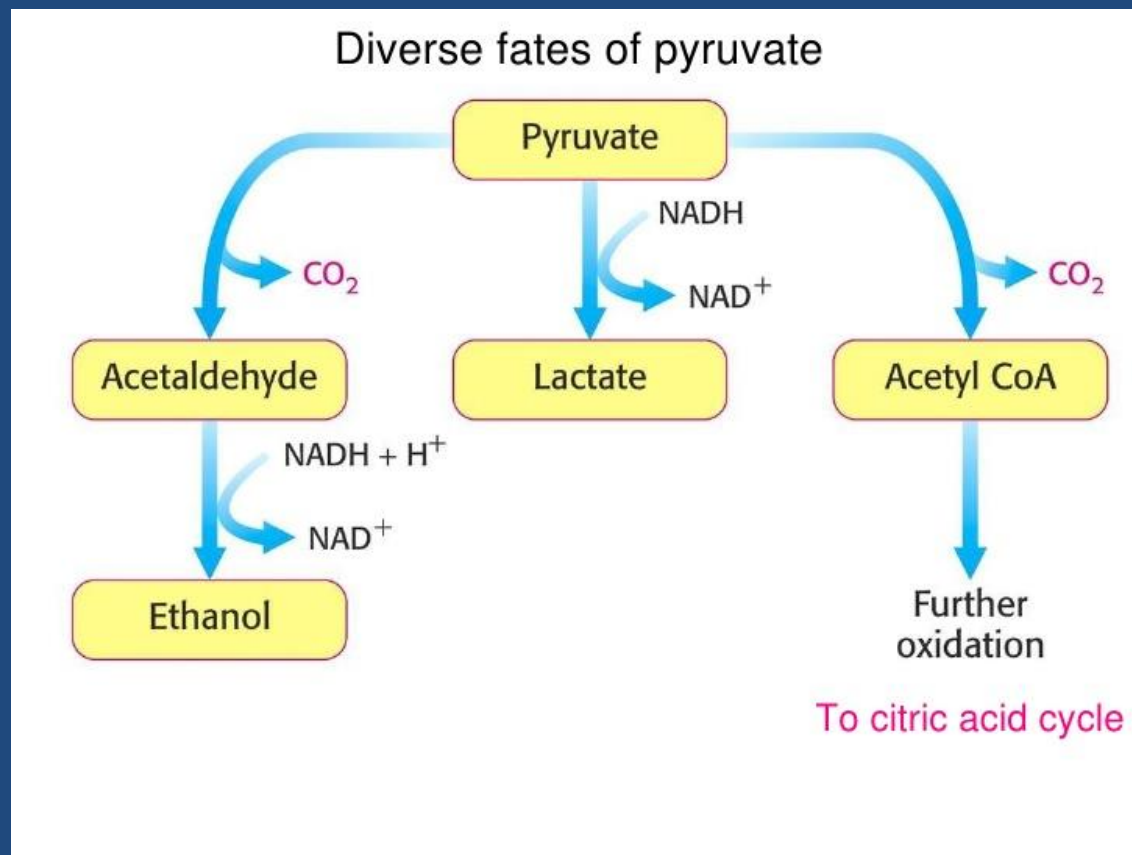 Diverse fates of pyruvate
Pyruvate
NADH
CO₂
NAD⁺
CO₂
Acetaldehyde
Lactate
Acetyl CoA
NADH + H⁺
NAD⁺
Ethanol
Further
oxidation
To citric acid cycle